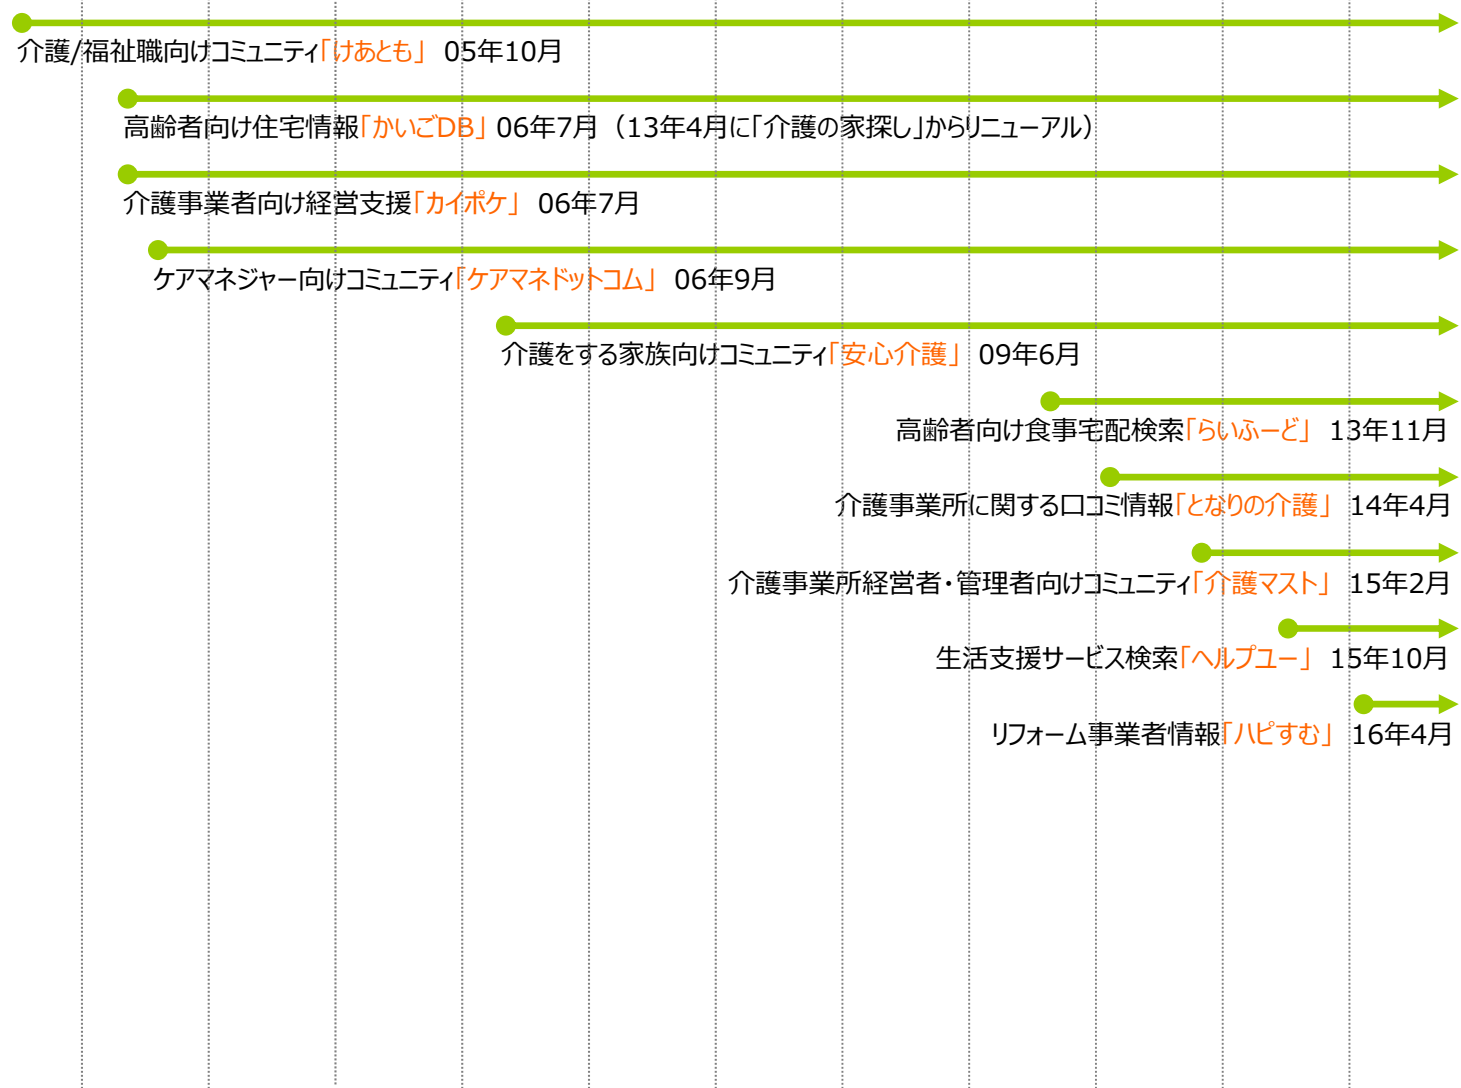 介護/福祉職向けコミュニティ「けあとも」 05年10月
高齢者向け住宅情報「かいごDB」 06年7月（13年4月に「介護の家探し」からリニューアル）
介護事業者向け経営支援「カイポケ」 06年7月
ケアマネジャー向けコミュニティ「ケアマネドットコム」 06年9月
介護をする家族向けコミュニティ「安心介護」 09年6月
高齢者向け食事宅配検索「らいふーど」 13年11月
介護事業所に関する口コミ情報「となりの介護」 14年4月
介護事業所経営者・管理者向けコミュニティ「介護マスト」 15年2月
生活支援サービス検索「ヘルプユー」 15年10月
リフォーム事業者情報「ハピすむ」 16年4月